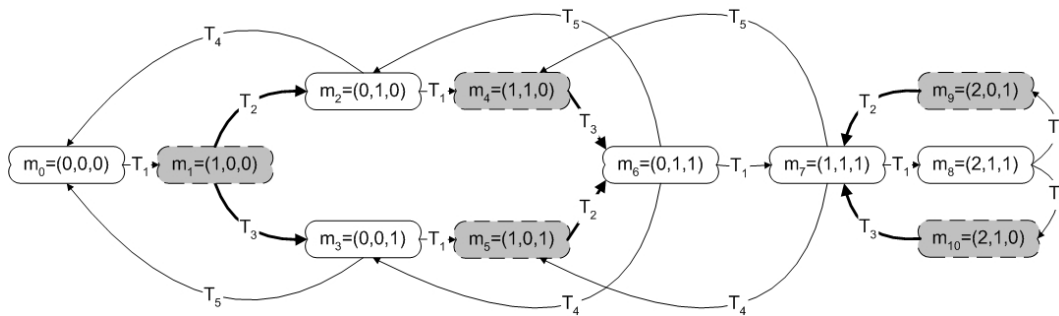 T5
T5
T4
m2=(0,1,0)
T1
m4=(1,1,0)
m9=(2,0,1)
T2
T2
T3
T
m0=(0,0,0)
T1
m1=(1,0,0)
m6=(0,1,1)
T1
m7=(1,1,1)
T1
m8=(2,1,1)
T3
T2
T3
T
m3=(0,0,1)
T1
m5=(1,0,1)
m10=(2,1,0)
T5
T4
T4